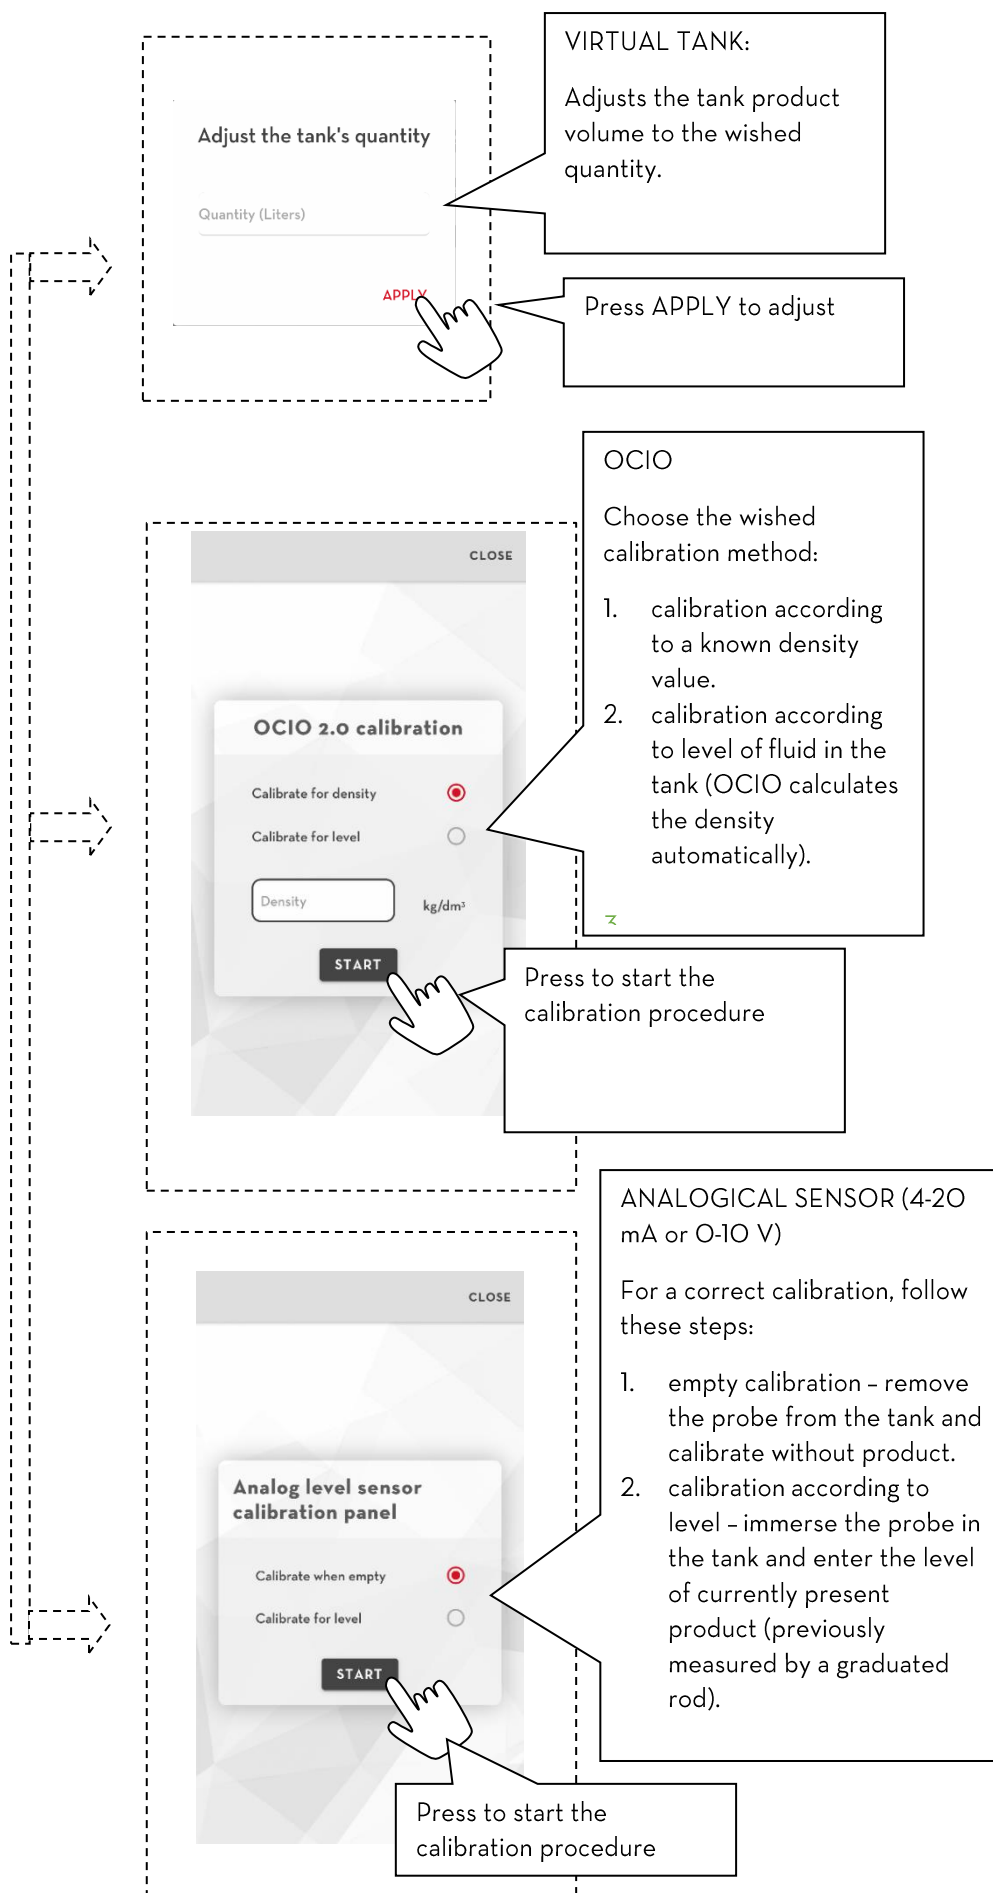 VIRTUAL TANK:
Adjusts the tank product
volume to the wished
quantity.
Adjust the tank's quantity
Quantity (Liters)
APPLY
Press APPLY to adjust
OCIO
Choose the wished
calibration method:
1. calibration according
to a known density
value.
2. calibration according
to level of fluid in the
tank (OCIO calculates
the density
automatically).
CLOSE
OCIO 2.0 calibration
Calibrate for density
Calibrate for level
Density
kg/dm³
START
Press to start the
calibration procedure
ANALOGICAL SENSOR (4-20
mA or 0-10 V)
For a correct calibration, follow
these steps:
1. empty calibration – remove
the probe from the tank and
calibrate without product.
2. calibration according to
level – immerse the probe in
the tank and enter the level
of currently present
product (previously
measured by a graduated
rod).
CLOSE
Analog level sensor
calibration panel
Calibrate when empty
Calibrate for level
START
Press to start the
calibration procedure